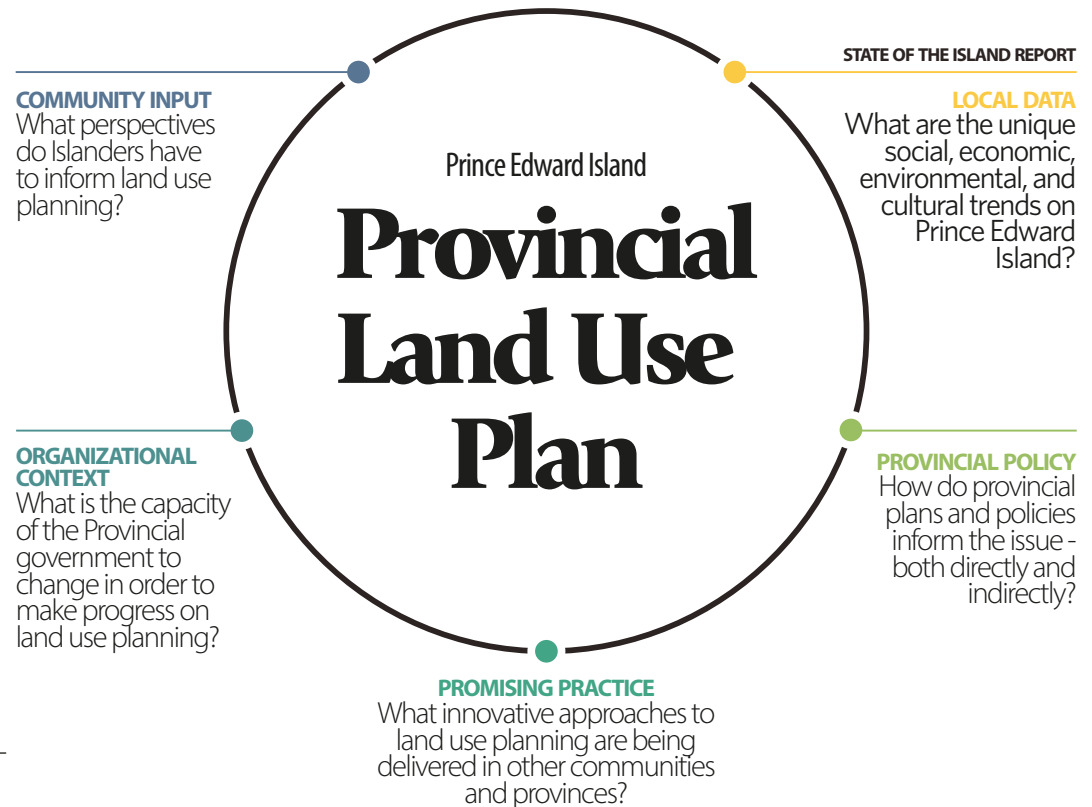 COMMUNITY INPUT
What perspectives
do Islanders have
to inform land use
planning?
STATE OF THE ISLAND REPORT
LOCAL DATA
What are the unique
social, economic,
environmental, and
cultural trends on
Prince Edward
Island?
Prince Edward Island
Provincial
Land Use
Plan
ORGANIZATIONAL
CONTEXT
What is the capacity
of the Provincial
government to
change in order to
make progress on
land use planning?
PROVINCIAL POLICY
How do provincial
plans and policies
inform the issue -
both directly and
indirectly?
PROMISING PRACTICE
What innovative approaches to
land use planning are being
delivered in other communities
and provinces?